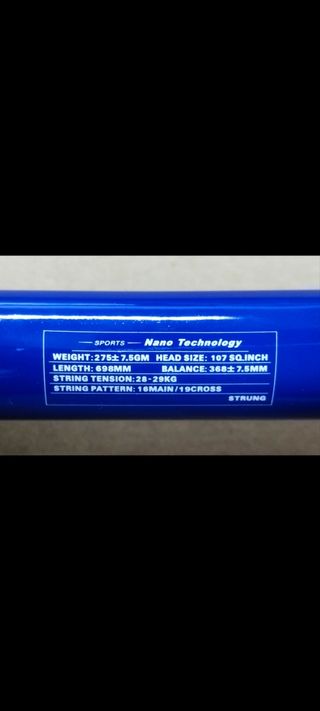 SPORTS Nano Technology
WEIGHT:275±7.5GM HEAD SIZE: 107 SQ.INCH
LENGTH: 698MM BALANCE: 368±7.5MM
STRING TENSION:28-29KG
STRING PATTERN: 16MAIN/19CROSS
STRUNG